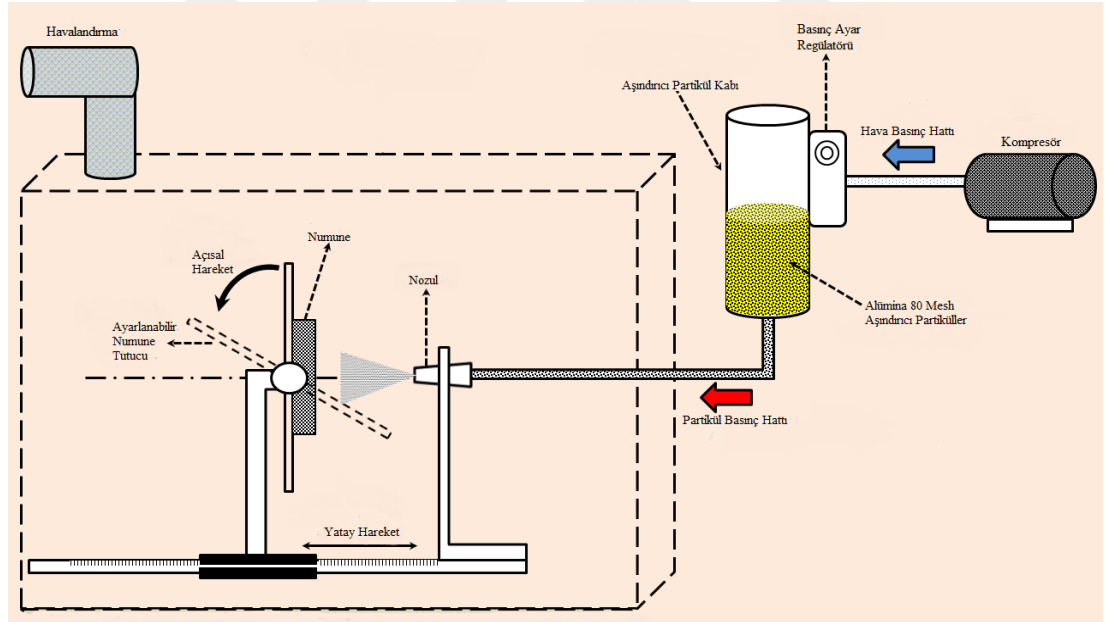 Havalandırma
Basınç Ayar
Regülatörü
Aşındırıcı Partikül Kabı
Hava Basınç Hattı
Kompresör
Numune
Açısal
Hareket
Nozul
Alümina 80 Mesh
Aşındırıcı Partiküller
Ayarlanabilir
Numune
Tutucu
Partikül Basınç Hattı
Yatay Hareket